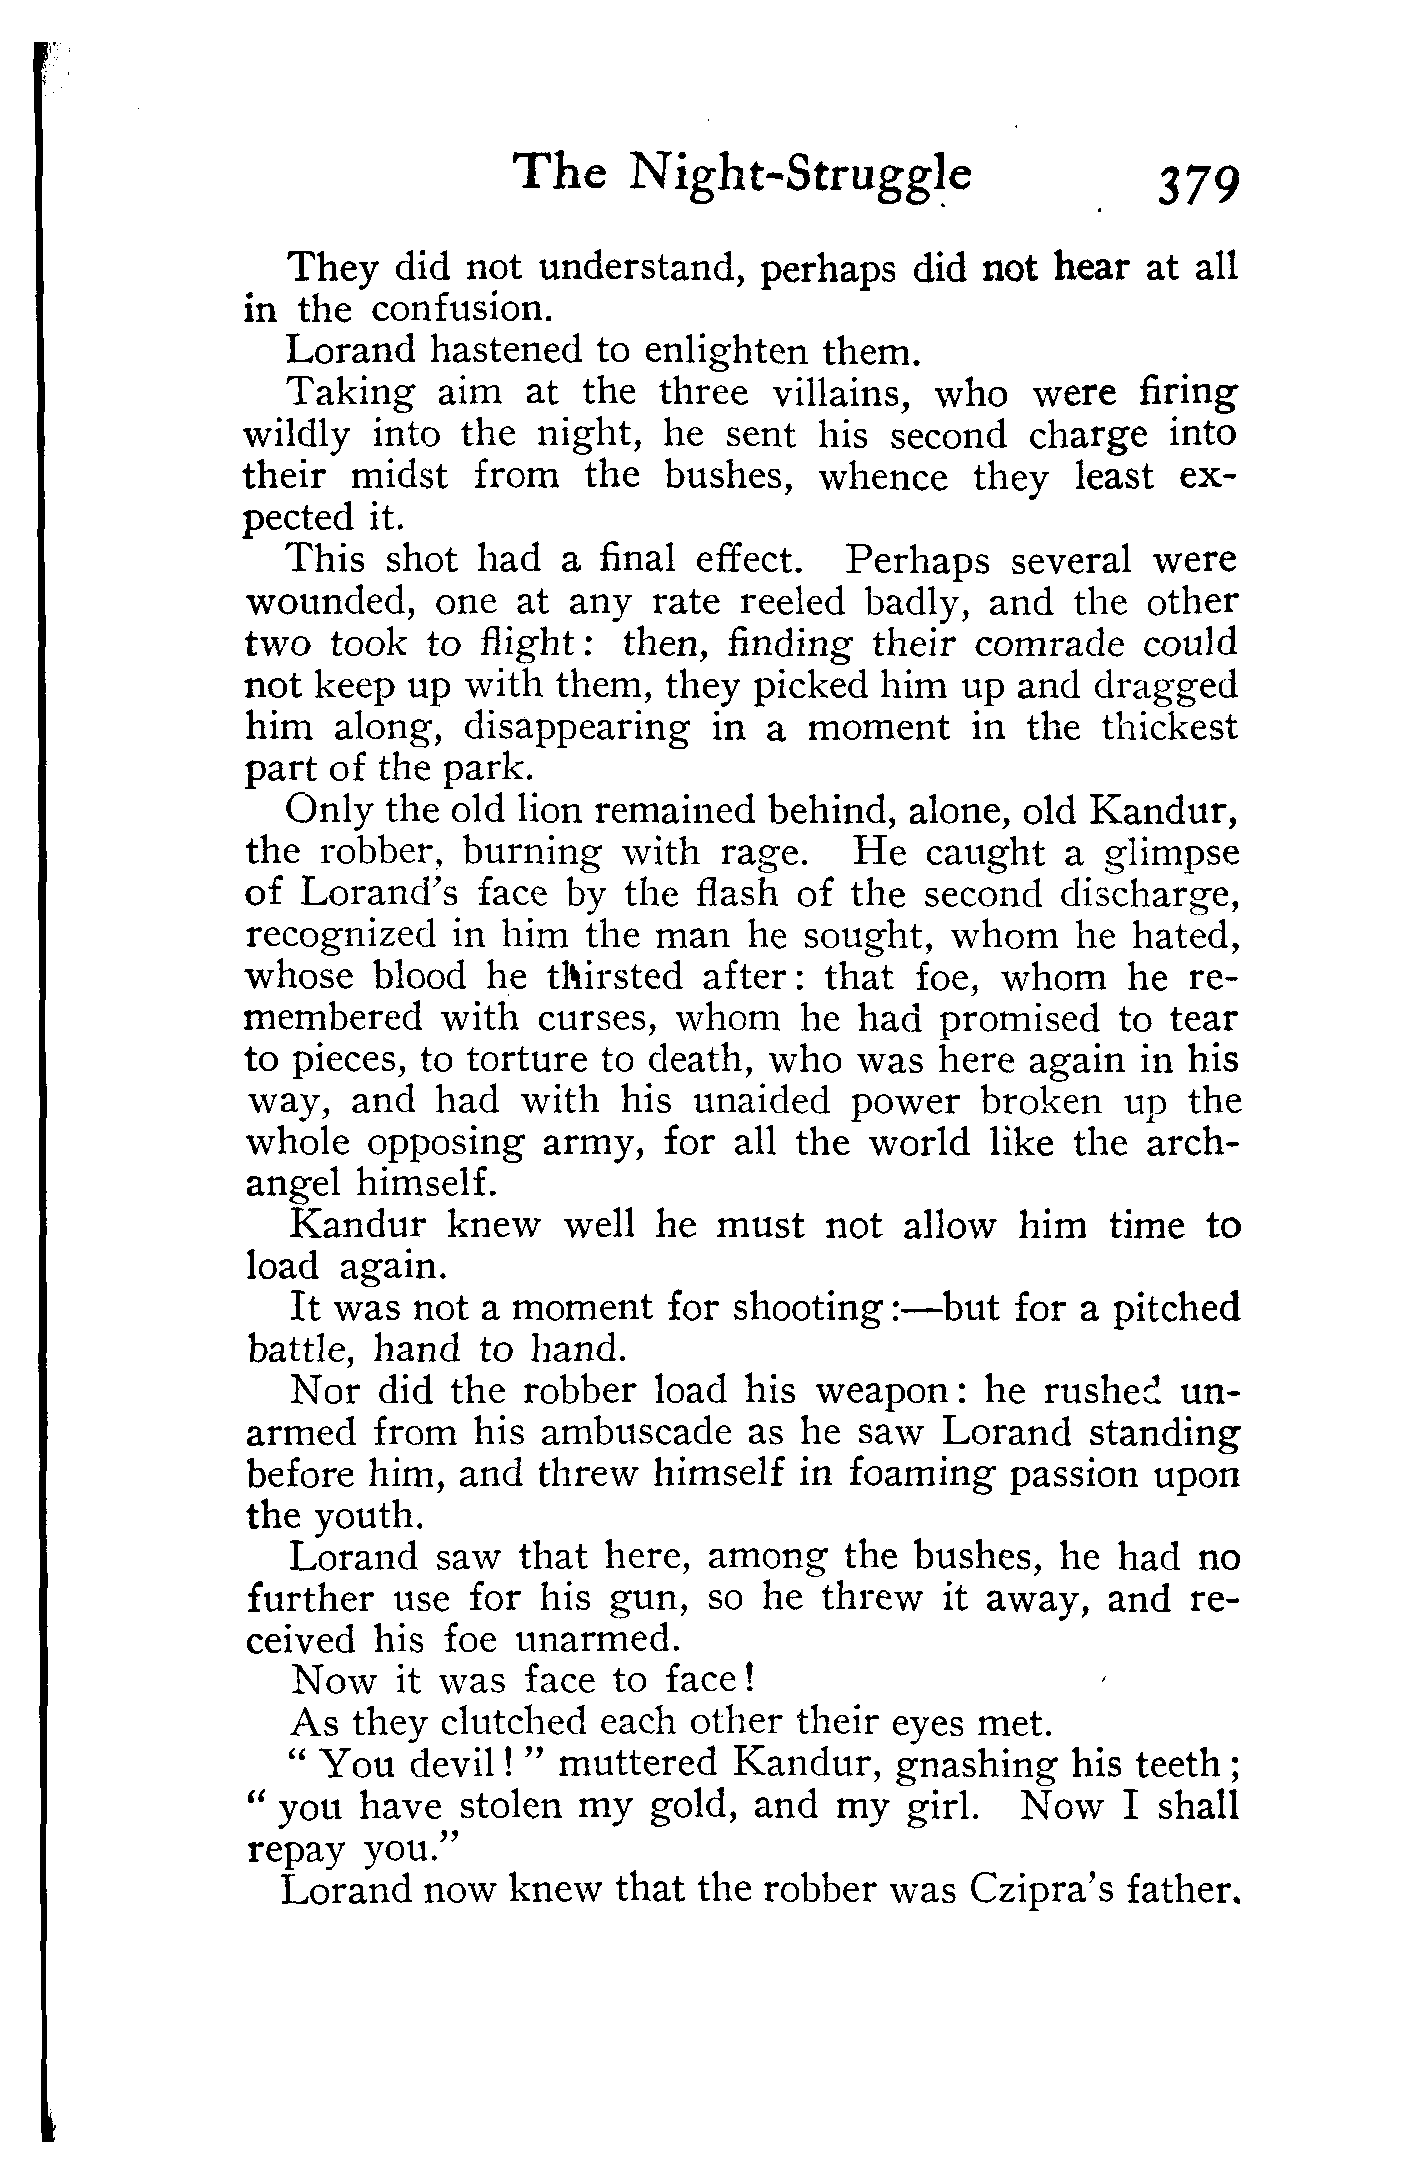 The Night-Struggle 379
They did not understand, perhaps did not hear at all
in the confusion.
Lorand hastened to enlighten them.
Taking aim at the three villains, who were firing
wildly into the night, he sent his second charge into
their midst from the bushes, whence they least ex-
pected it.
This shot had a final effect. Perhaps several were
wounded, one at any rate reeled badly, and the other
two took to flight: then, finding their comrade could
not keep up with them, they picked him up and dragged
him along, disappearing in a moment in the thickest
part of the park.
Only the old lion remained behind, alone, old Kandur,
the robber, burning with rage. He caught a glimpse
of Lorand's face by the flash of the second discharge,
recognized in him the man he sought, whom he hated,
whose blood he thirsted after: that foe, whom he re-
membered with curses, whom he had promised to tear
to pieces, to torture to death, who was here again in his
way, and had with his unaided power broken up the
whole opposing army, for all the world like the arch-
angel himself.
Kandur knew well he must not allow him time to
load again.
It was not a moment for shooting:—but for a pitched
battle, hand to hand.
Nor did the robber load his weapon: he rushed un-
armed from his ambuscade as he saw Lorand standing
before him, and threw himself in foaming passion upon
the youth.
Lorand saw that here, among the bushes, he had no
further use for his gun, so he threw it away, and re-
ceived his foe unarmed.
Now it was face to face!
As they clutched each other their eyes met.
“You devil!” muttered Kandur, gnashing his teeth;
“you have stolen my gold, and my girl. Now I shall
repay you.”
Lorand now knew that the robber was Czipra's father.